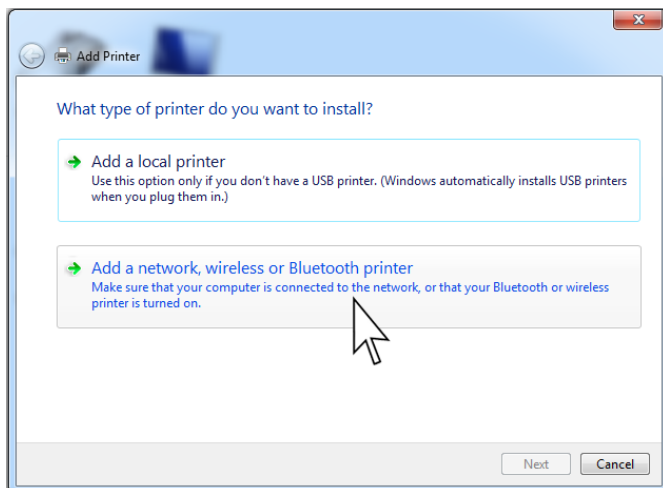 Add Printer
What type of printer do you want to install?
Add a local printer
Use this option only if you don't have a USB printer. (Windows automatically installs USB printers
when you plug them in.)
Add a network, wireless or Bluetooth printer
Make sure that your computer is connected to the network, or that your Bluetooth or wireless
printer is turned on.
Next Cancel